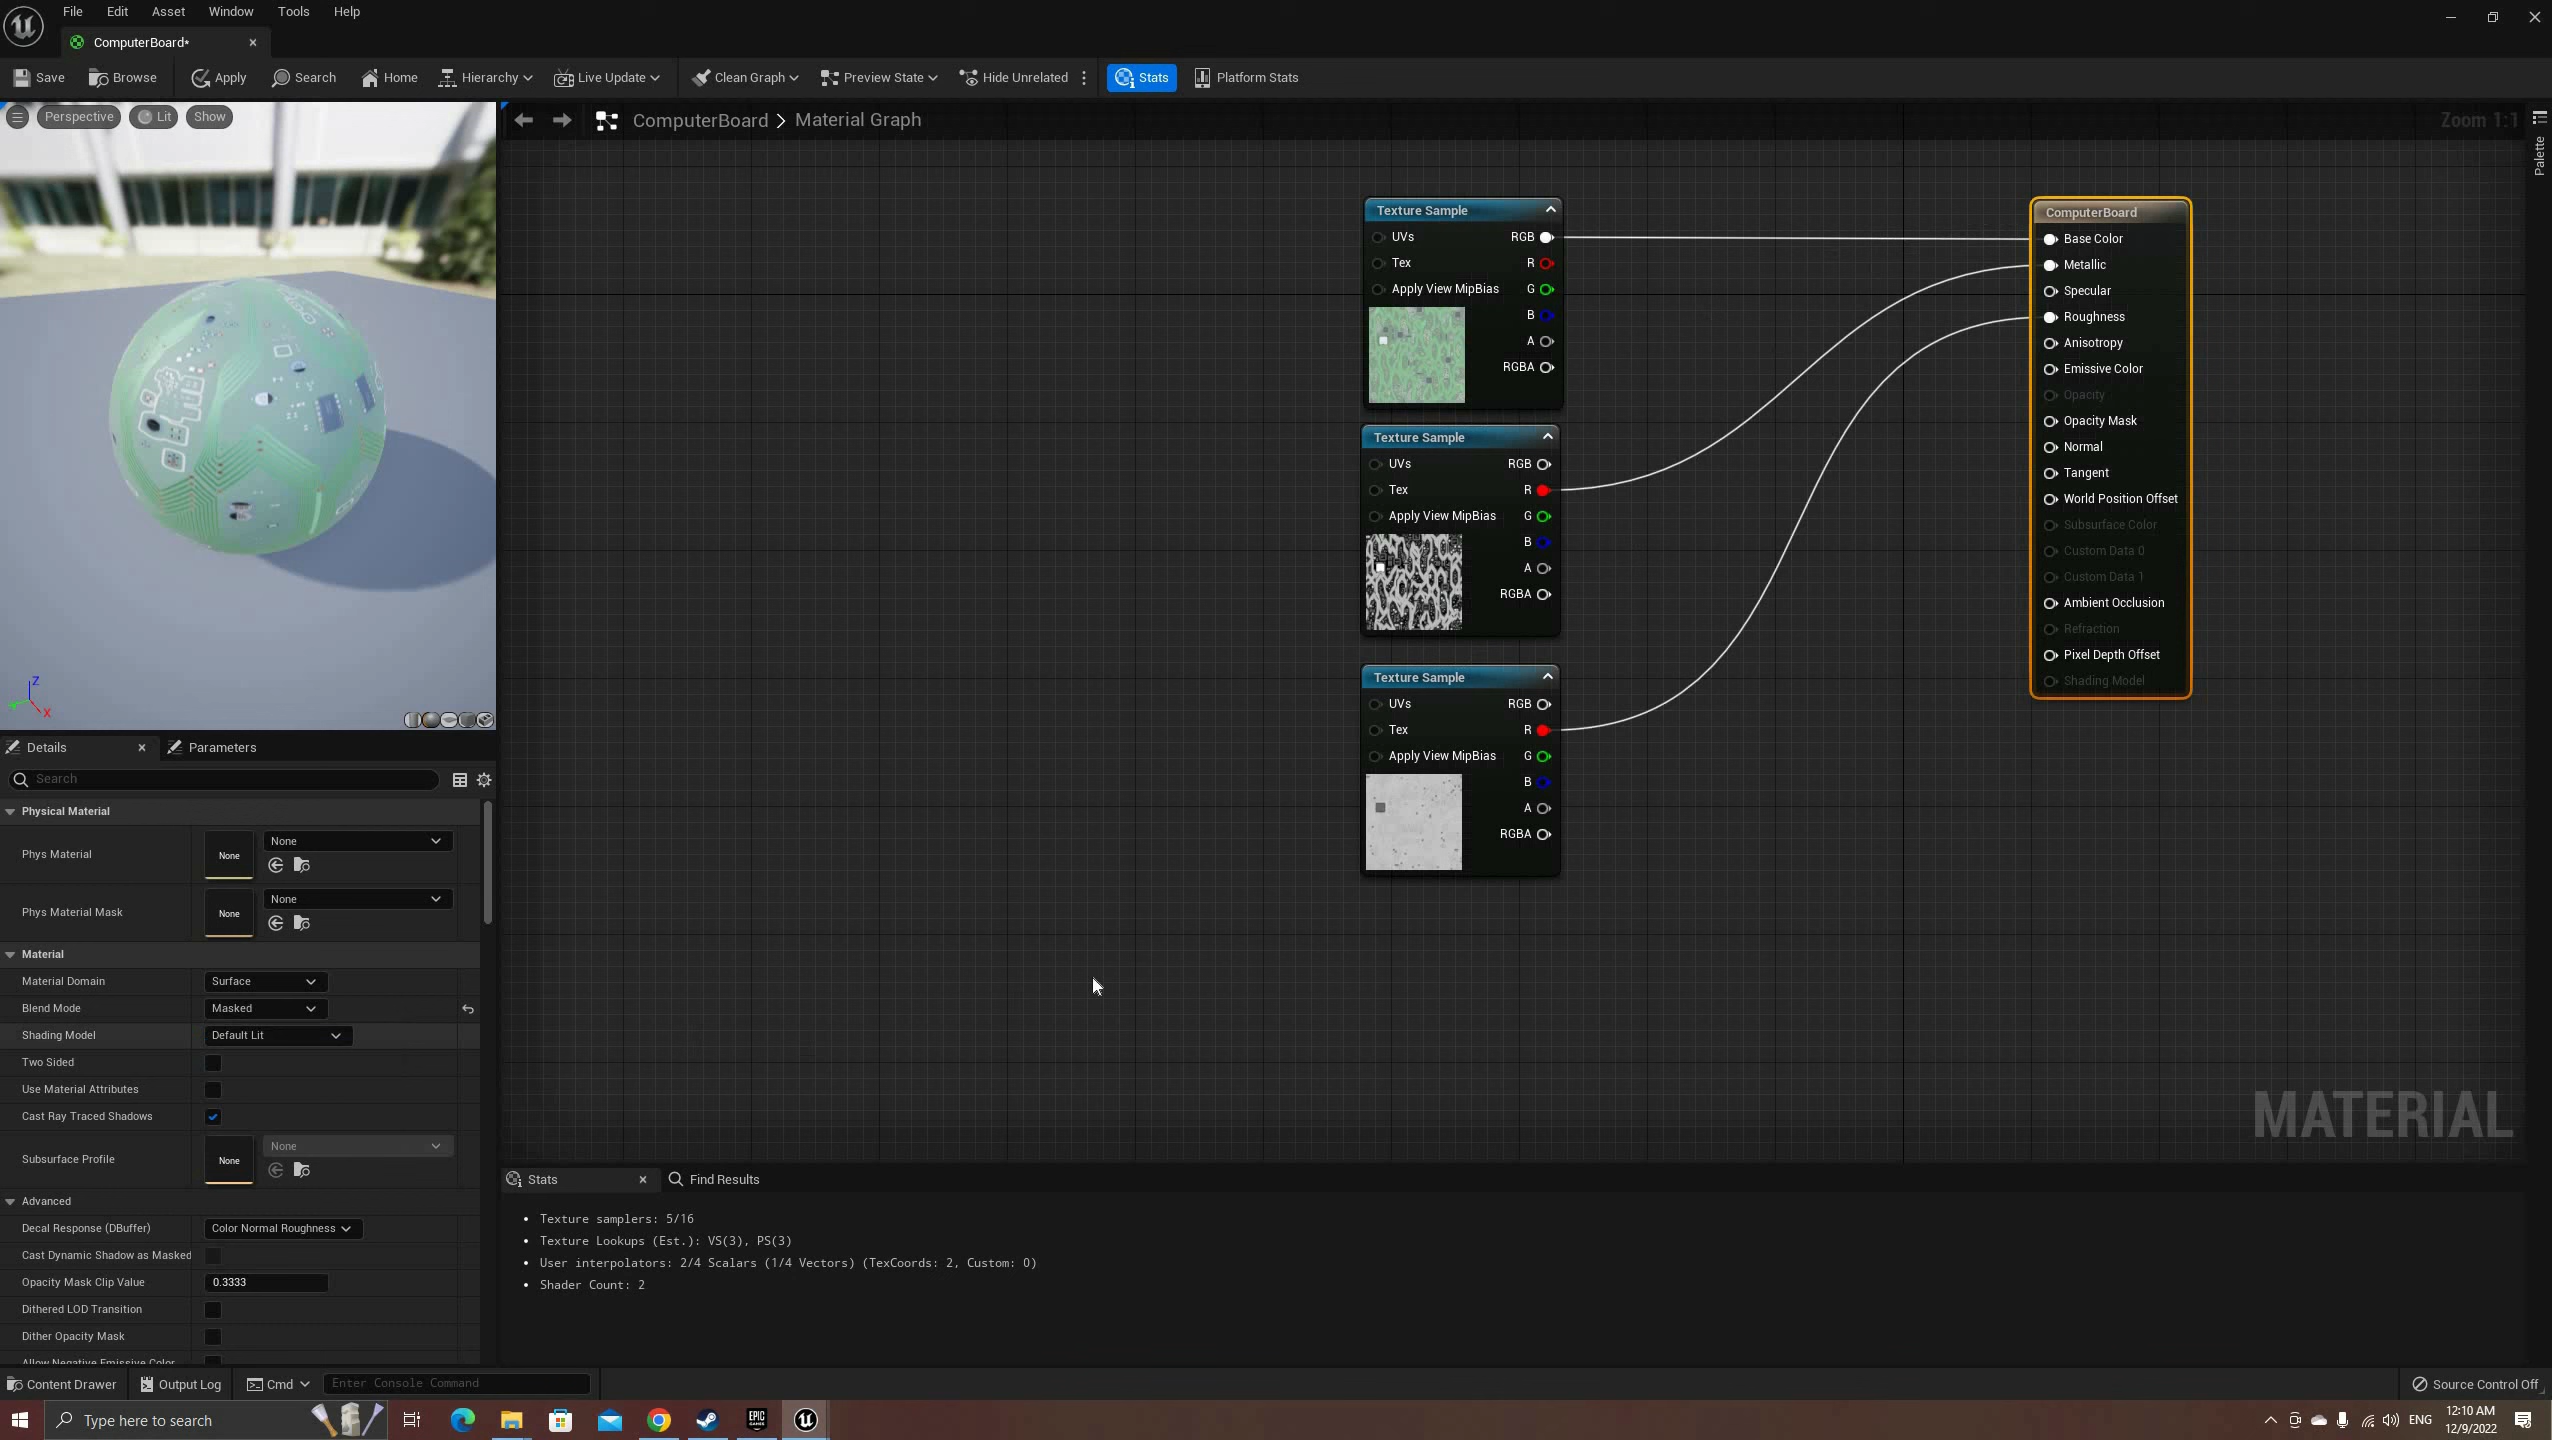 File Edit Asset Window Tools Help
ComputerBoard*
Save Browse Apply Search Home Hierarchy Live Update Clean Graph Preview State Hide Unrelated Stats Platform Stats
Perspective Lit Show
ComputerBoard > Material Graph
Zoom 1:1
Palette
Texture Sample
UVs RGB
Tex R
Apply View MipBias G
B
A
RGBA
Texture Sample
UVs RGB
Tex R
Apply View MipBias G
B
A
RGBA
Texture Sample
UVs RGB
Tex R
Apply View MipBias G
B
A
RGBA
ComputerBoard
Base Color
Metallic
Specular
Roughness
Anisotropy
Emissive Color
Opacity
Opacity Mask
Normal
Tangent
World Position Offset
Subsurface Color
Custom Data 0
Custom Data 1
Ambient Occlusion
Refraction
Pixel Depth Offset
Shading Model
MATERIAL
Z
X
Details Parameters
Search
Physical Material
Phys Material None None
Phys Material Mask None None
Material
Material Domain Surface
Blend Mode Masked
Shading Model Default Lit
Two Sided
Use Material Attributes
Cast Ray Traced Shadows
Subsurface Profile None None
Advanced
Decal Response (DBuffer) Color Normal Roughness
Cast Dynamic Shadow as Masked
Opacity Mask Clip Value 0.3333
Dithered LOD Transition
Dither Opacity Mask
Allow Negative Emissive Color
Stats Find Results
• Texture samplers: 5/16
• Texture Lookups (Est.): VS(3), PS(3)
• User interpolators: 2/4 Scalars (1/4 Vectors) (TexCoords: 2, Custom: 0)
• Shader Count: 2
Content Drawer Output Log Cmd Enter Console Command
Source Control Off
Type here to search
EPIC GAMES
ENG
12:10 AM
12/9/2022